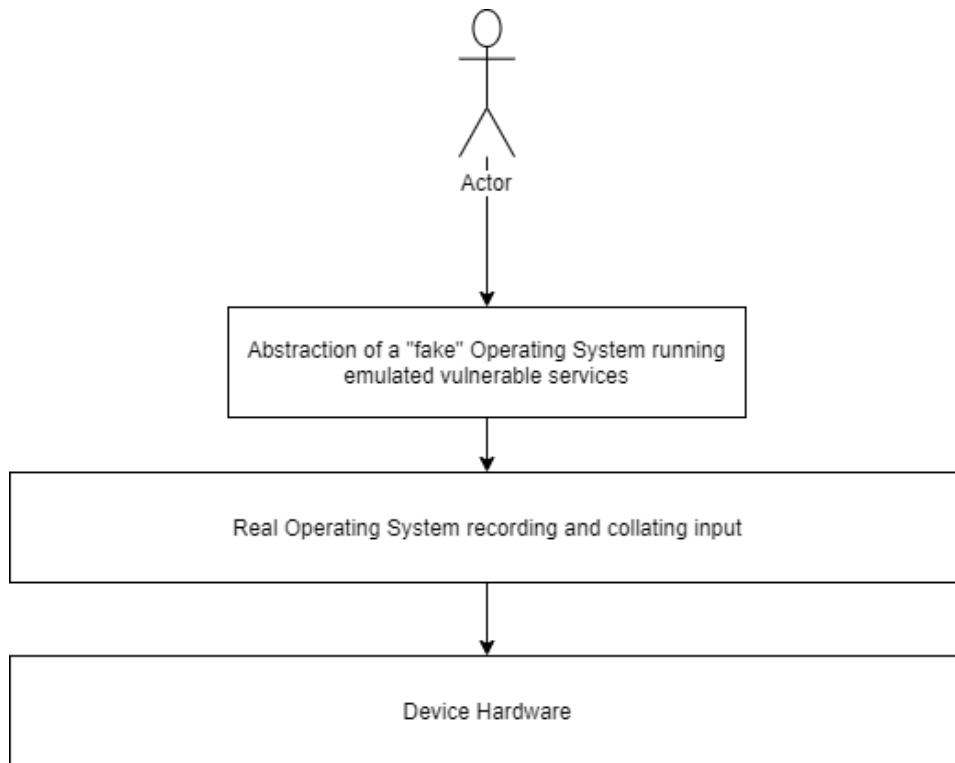 Actor
Abstraction of a "fake" Operating System running
emulated vulnerable services
Real Operating System recording and collating input
Device Hardware